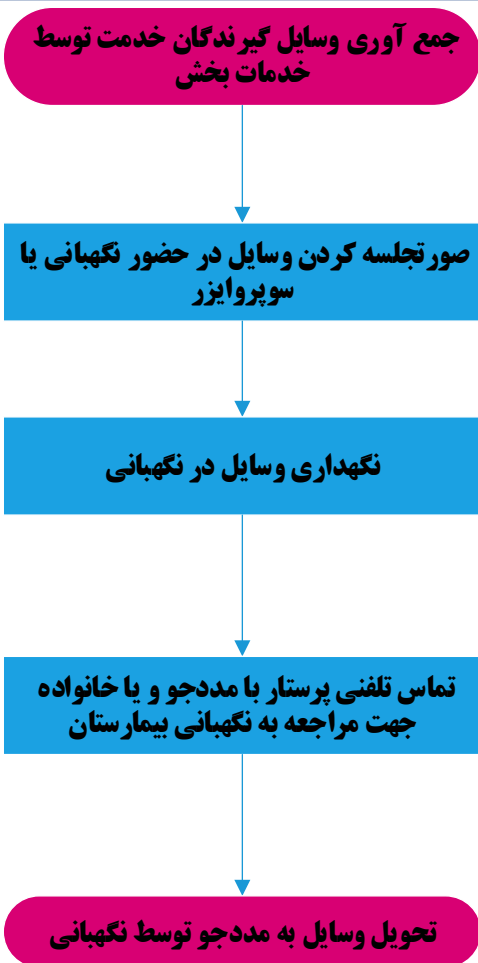 جمع آوری وسایل گیرندگان خدمت توسط
خدمات بخش
صورتجلسه کردن وسایل در حضور نگهبانی یا
سوپروایزر
نگهداری وسایل در نگهبانی
تماس تلفنی پرستار با مددجو و یا خانواده
جهت مراجعه به نگهبانی بیمارستان
تحویل وسایل به مددجو توسط نگهبانی